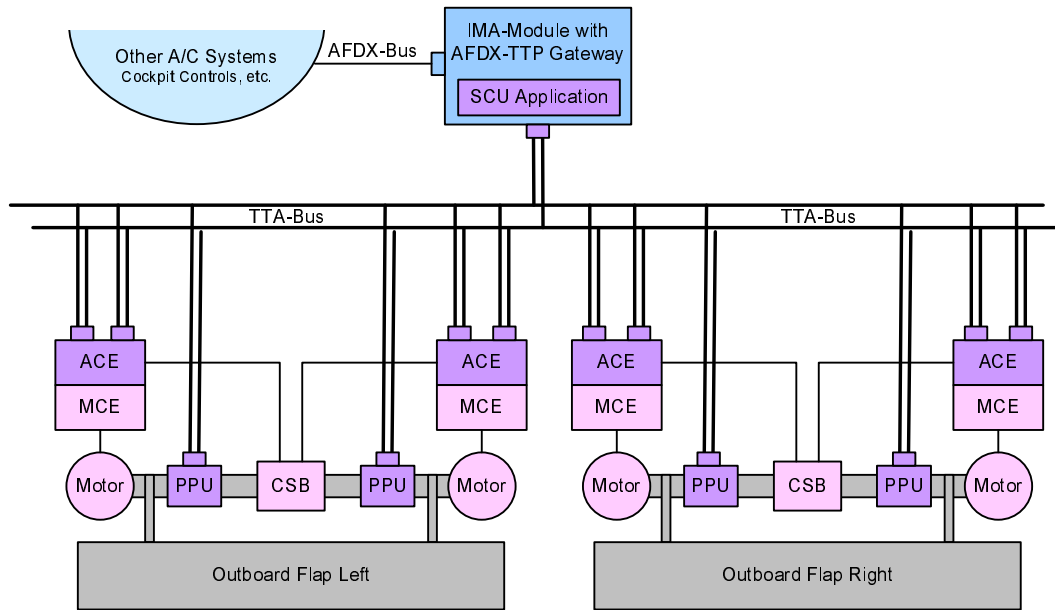 Other A/C Systems
Cockpit Controls, etc.
AFDX-Bus
IMA-Module with
AFDX-TTP Gateway
SCU Application
TTA-Bus
TTA-Bus
ACE
ACE
ACE
ACE
MCE
MCE
MCE
MCE
Motor
PPU
CSB
PPU
Motor
Motor
PPU
CSB
PPU
Motor
Outboard Flap Left
Outboard Flap Right